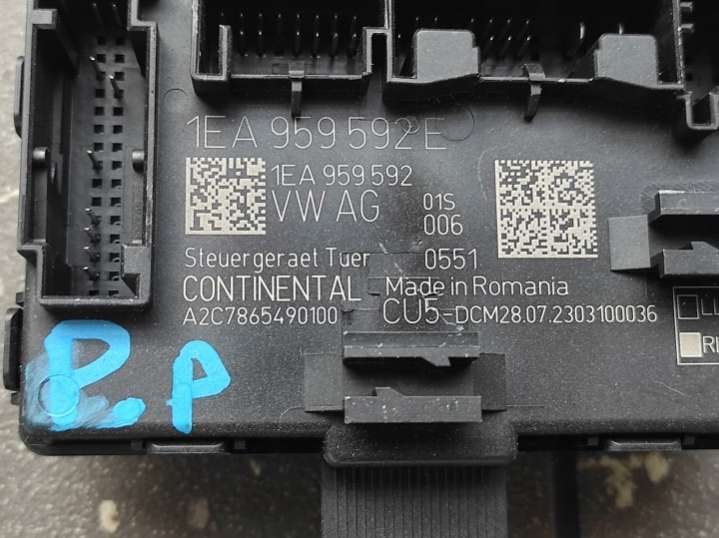 1EA 959 592 E
1EA 959 592
VW AG
01S
006
Steuergeraet Tuer
0551
CONTINENTAL
Made in Romania
A2C7865490100
CU5-DCM28.07.2303100036
P.P